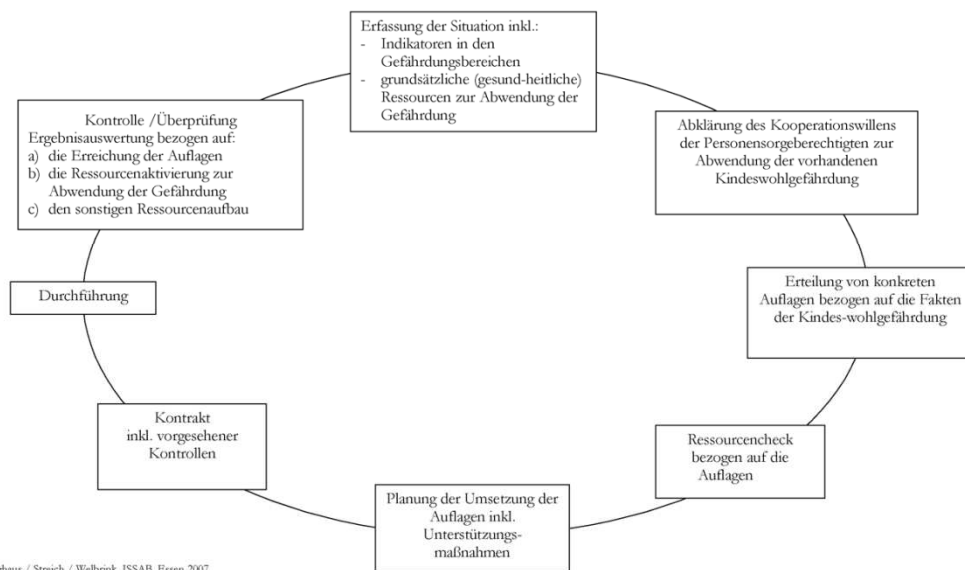 Erfassung der Situation inkl.:
- Indikatoren in den
Gefährdungsbereichen
- grundsätzliche (gesund-heitliche)
Ressourcen zur Abwendung der
Gefährdung
Abklärung des Kooperationswillens
der Personensorgeberechtigten zur
Abwendung der vorhandenen
Kindeswohlgefährdung
Erteilung von konkreten
Auflagen bezogen auf die Fakten
der Kindes-wohlgefährdung
Ressourcencheck
bezogen auf die
Auflagen
Planung der Umsetzung der
Auflagen inkl.
Unterstützungs-
maßnahmen
Kontrakt
inkl. vorgesehener
Kontrollen
Durchführung
Kontrolle /Überprüfung
Ergebnisauswertung bezogen auf:
a) die Erreichung der Auflagen
b) die Ressourcenaktivierung zur
Abwendung der Gefährdung
c) den sonstigen Ressourcenaufbau
/ Streich / Welbrink, ISSAB, Essen 2007